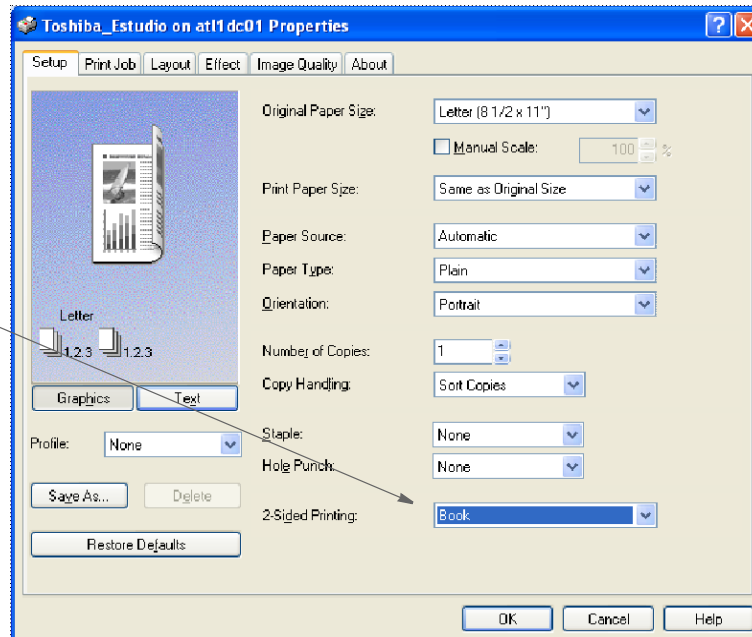 Toshiba_Estudio on atl1dc01 Properties
Setup Print Job Layout Effect Image Quality About
Original Paper Size: Letter (8 1/2 x 11")
Manual Scale: 100 %
Print Paper Size: Same as Original Size
Paper Source: Automatic
Paper Type: Plain
Orientation: Portrait
Letter
1.2.3 1.2.3
Number of Copies: 1
Copy Handling: Sort Copies
Graphics Text
Staple: None
Profile: None
Hole Punch: None
Save As... Delete
2-Sided Printing: Book
Restore Defaults
OK Cancel Help